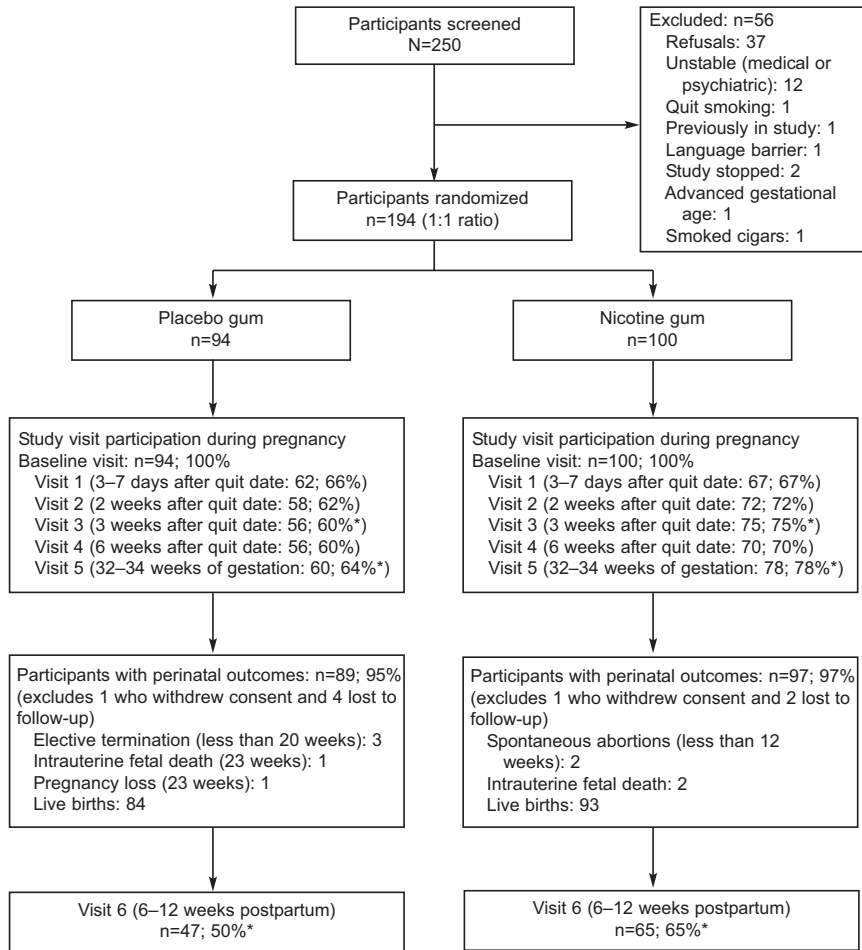 Participants screened
N=250
Excluded: n=56
Refusals: 37
Unstable (medical or
psychiatric): 12
Quit smoking: 1
Previously in study: 1
Language barrier: 1
Study stopped: 2
Advanced gestational
age: 1
Smoked cigars: 1
Participants randomized
n=194 (1:1 ratio)
Placebo gum
n=94
Nicotine gum
n=100
Study visit participation during pregnancy
Baseline visit: n=94; 100%
Visit 1 (3–7 days after quit date: 62; 66%)
Visit 2 (2 weeks after quit date: 58; 62%)
Visit 3 (3 weeks after quit date: 56; 60%*)
Visit 4 (6 weeks after quit date: 56; 60%)
Visit 5 (32–34 weeks of gestation: 60; 64%*)
Study visit participation during pregnancy
Baseline visit: n=100; 100%
Visit 1 (3–7 days after quit date: 67; 67%)
Visit 2 (2 weeks after quit date: 72; 72%)
Visit 3 (3 weeks after quit date: 75; 75%*)
Visit 4 (6 weeks after quit date: 70; 70%)
Visit 5 (32–34 weeks of gestation: 78; 78%*)
Participants with perinatal outcomes: n=89; 95%
(excludes 1 who withdrew consent and 4 lost to
follow-up)
Elective termination (less than 20 weeks): 3
Intrauterine fetal death (23 weeks): 1
Pregnancy loss (23 weeks): 1
Live births: 84
Participants with perinatal outcomes: n=97; 97%
(excludes 1 who withdrew consent and 2 lost to
follow-up)
Spontaneous abortions (less than 12
weeks): 2
Intrauterine fetal death: 2
Live births: 93
Visit 6 (6–12 weeks postpartum)
n=47; 50%*
Visit 6 (6–12 weeks postpartum)
n=65; 65%*